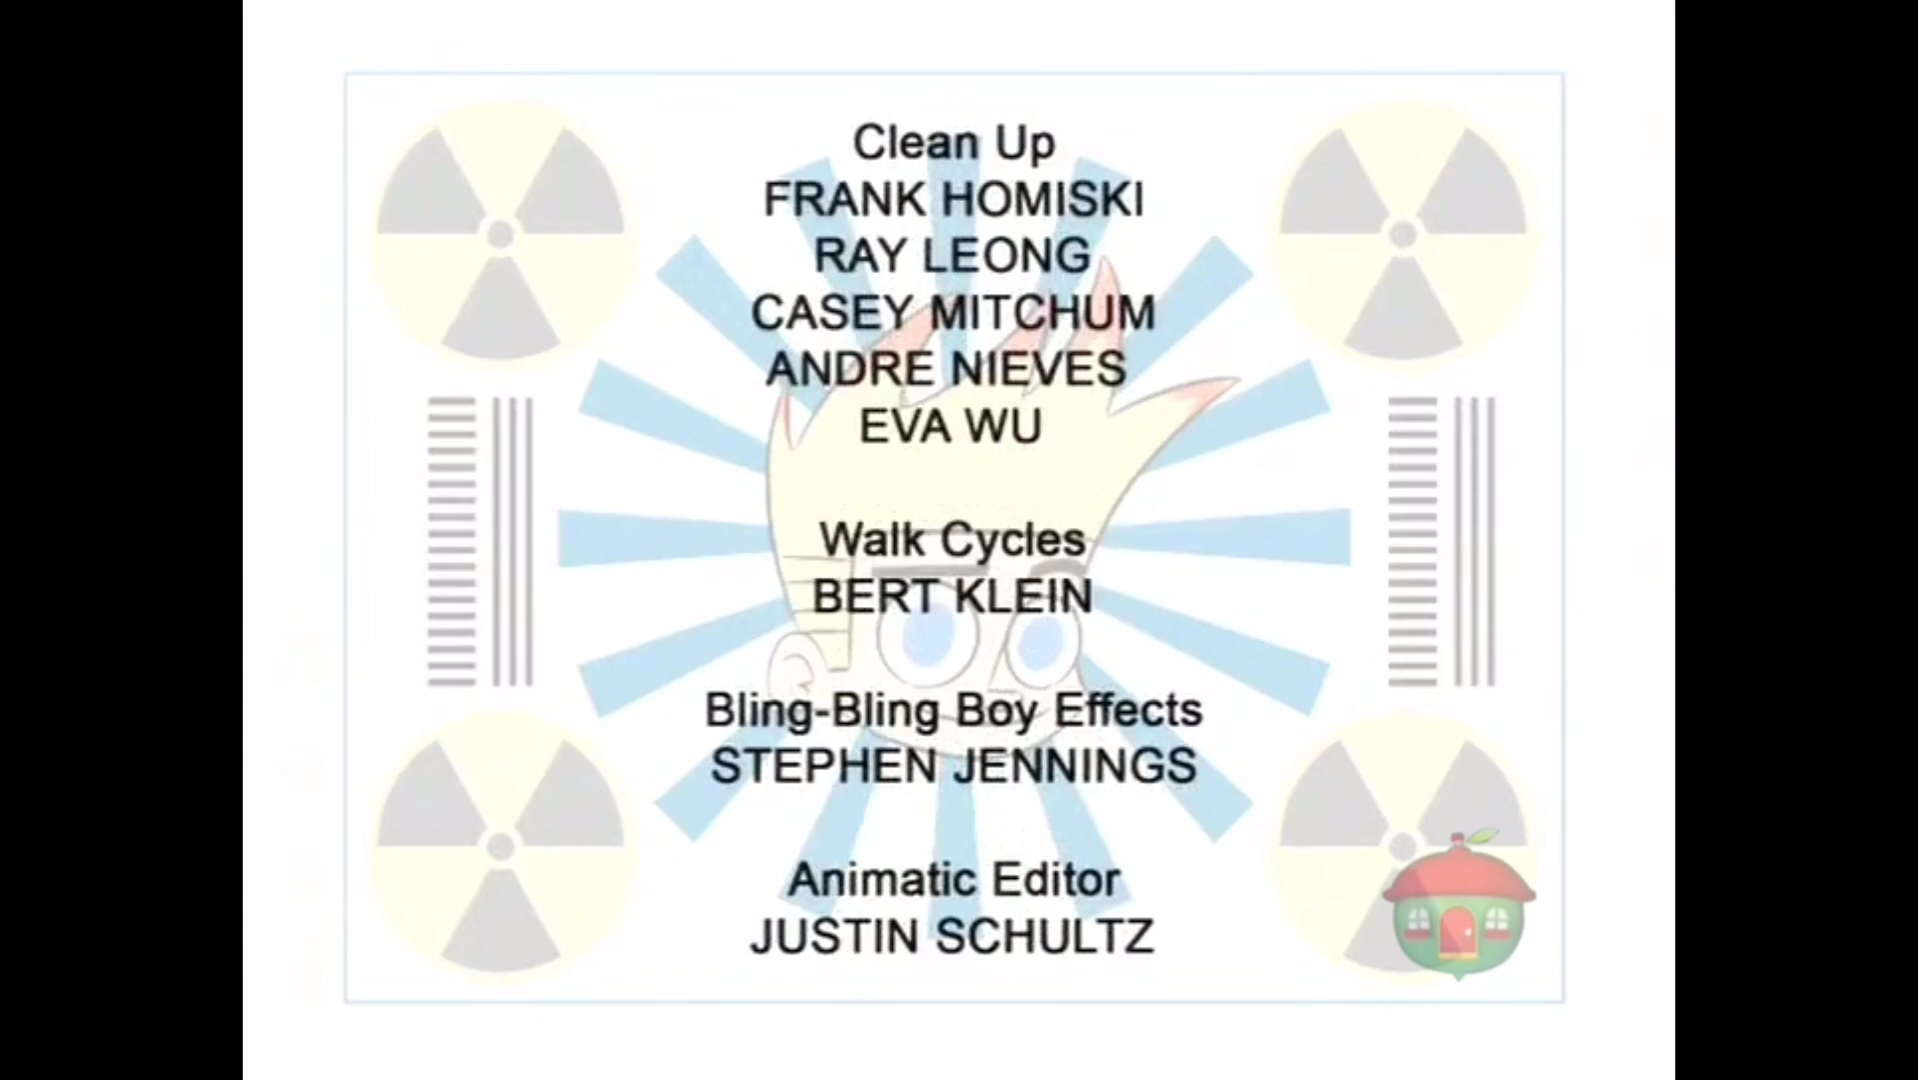 Clean Up
FRANK HOMISKI
RAY LEONG
CASEY MITCHUM
ANDRE NIEVES
EVA WU
Walk Cycles
BERT KLEIN
Bling-Bling Boy Effects
STEPHEN JENNINGS
Animatic Editor
JUSTIN SCHULTZ